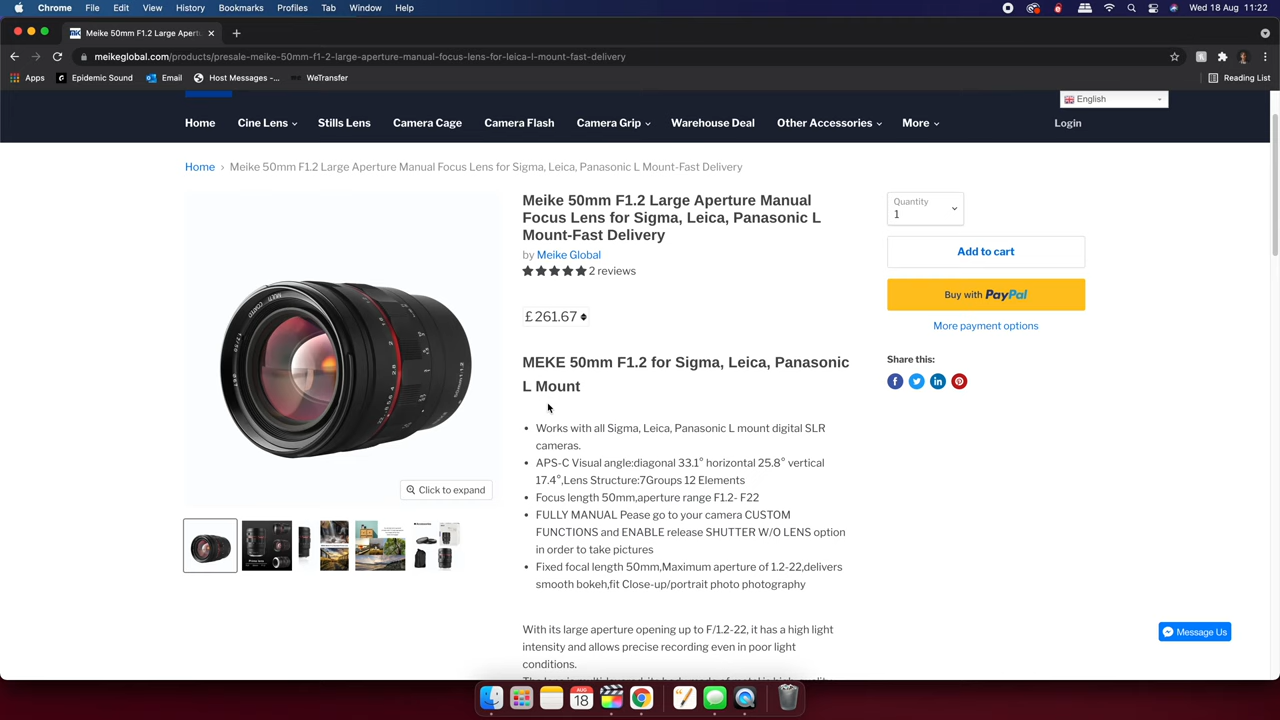 Chrome File Edit View History Bookmarks Profiles Tab Window Help Wed 18 Aug 11:22
Meike 50mm F1.2 Large Apertu
meikeglobal.com/products/presale-meike-50mm-f1-2-large-aperture-manual-focus-lens-for-leica-l-mount-fast-delivery
Apps Epidemic Sound Email Host Messages -... WeTransfer Reading List
English
Home Cine Lens Stills Lens Camera Cage Camera Flash Camera Grip Warehouse Deal Other Accessories More Login
Home › Meike 50mm F1.2 Large Aperture Manual Focus Lens for Sigma, Leica, Panasonic L Mount-Fast Delivery
Meike 50mm F1.2 Large Aperture Manual
Focus Lens for Sigma, Leica, Panasonic L
Mount-Fast Delivery
by Meike Global
2 reviews
£261.67
MEKE 50mm F1.2 for Sigma, Leica, Panasonic
L Mount
• Works with all Sigma, Leica, Panasonic L mount digital SLR
cameras.
• APS-C Visual angle:diagonal 33.1° horizontal 25.8° vertical
17.4°,Lens Structure:7Groups 12 Elements
• Focus length 50mm,aperture range F1.2- F22
• FULLY MANUAL Pease go to your camera CUSTOM
FUNCTIONS and ENABLE release SHUTTER W/O LENS option
in order to take pictures
• Fixed focal length 50mm,Maximum aperture of 1.2-22,delivers
smooth bokeh,fit Close-up/portrait photo photography
With its large aperture opening up to F/1.2-22, it has a high light
intensity and allows precise recording even in poor light
conditions.
Quantity
1
Add to cart
Buy with PayPal
More payment options
Share this:
Click to expand
Message Us
AUG
18